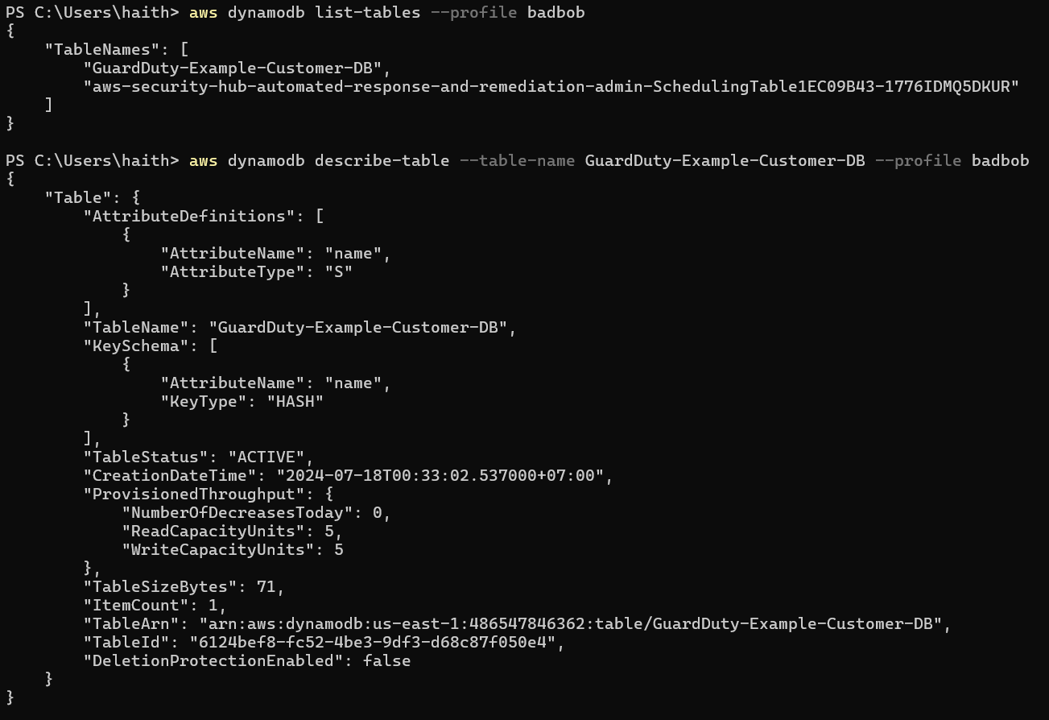 PS C:\Users\haith> aws dynamodb list-tables --profile badbob
{
    "TableNames": [
        "GuardDuty-Example-Customer-DB",
        "aws-security-hub-automated-response-and-remediation-admin-SchedulingTable1EC09B43-1776IDMQ5DKUR"
    ]
}
PS C:\Users\haith> aws dynamodb describe-table --table-name GuardDuty-Example-Customer-DB --profile badbob
{
    "Table": {
        "AttributeDefinitions": [
            {
                "AttributeName": "name",
                "AttributeType": "S"
            }
        ],
        "TableName": "GuardDuty-Example-Customer-DB",
        "KeySchema": [
            {
                "AttributeName": "name",
                "KeyType": "HASH"
            }
        ],
        "TableStatus": "ACTIVE",
        "CreationDateTime": "2024-07-18T00:33:02.537000+07:00",
        "ProvisionedThroughput": {
            "NumberOfDecreasesToday": 0,
            "ReadCapacityUnits": 5,
            "WriteCapacityUnits": 5
        },
        "TableSizeBytes": 71,
        "ItemCount": 1,
        "TableArn": "arn:aws:dynamodb:us-east-1:486547846362:table/GuardDuty-Example-Customer-DB",
        "TableId": "6124bef8-fc52-4be3-9df3-d68c87f050e4",
        "DeletionProtectionEnabled": false
    }
}